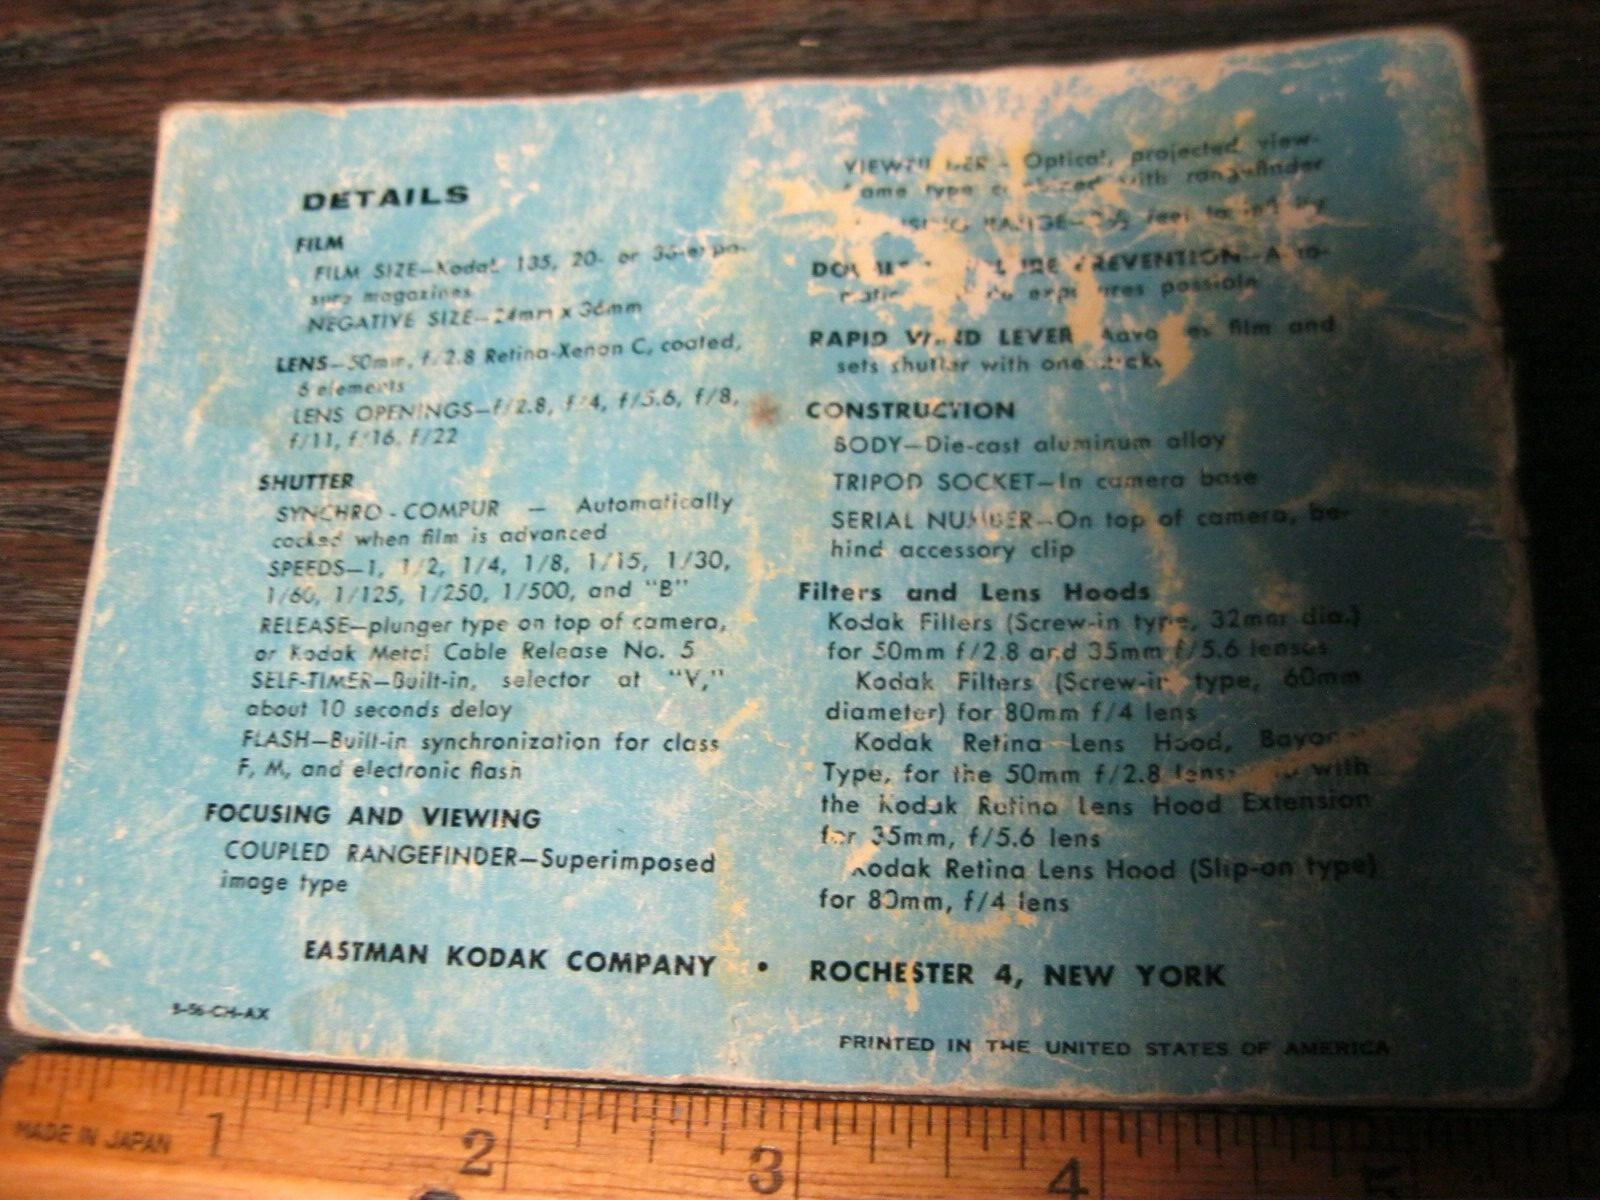 DETAILS
FILM
FILM SIZE—Kodak 135, 20- or 36-expo-
sure magazines
NEGATIVE SIZE—24mm x 36mm
LENS—50mm, f/2.8 Retina-Xenon C, coated,
6 elements
LENS OPENINGS—f/2.8, f/4, f/5.6, f/8,
f/11, f/16, f/22
SHUTTER
SYNCHRO-COMPUR — Automatically
cocked when film is advanced
SPEEDS—1, 1/2, 1/4, 1/8, 1/15, 1/30,
1/60, 1/125, 1/250, 1/500, and "B"
RELEASE—plunger type on top of camera,
or Kodak Metal Cable Release No. 5
SELF-TIMER—Built-in, selector at "V,"
about 10 seconds delay
FLASH—Built-in synchronization for class
F, M, and electronic flash
FOCUSING AND VIEWING
COUPLED RANGEFINDER—Superimposed
image type
VIEWFINDER - Optical, projected view-
type with rangefinder
RANGE— feet to
PREVENTION—
possible
RAPID WIND LEVER film and
sets shutter with one
CONSTRUCTION
BODY—Die-cast aluminum alloy
TRIPOD SOCKET—In camera base
SERIAL NUMBER—On top of camera, be-
hind accessory clip
Filters and Lens Hoods
Kodak Filters (Screw-in type, 32mm dia.)
for 50mm f/2.8 and 35mm f/5.6 lenses
Kodak Filters (Screw-in type, 60mm
diameter) for 80mm f/4 lens
Kodak Retina Lens Hood, Bayonet
Type, for the 50mm f/2.8 with
the Kodak Retina Lens Hood Extension
for 35mm, f/5.6 lens
Kodak Retina Lens Hood (Slip-on type)
for 80mm, f/4 lens
EASTMAN KODAK COMPANY • ROCHESTER 4, NEW YORK
5-56-CH-AX
PRINTED IN THE UNITED STATES OF AMERICA
MADE IN JAPAN 1 2 3 4 5